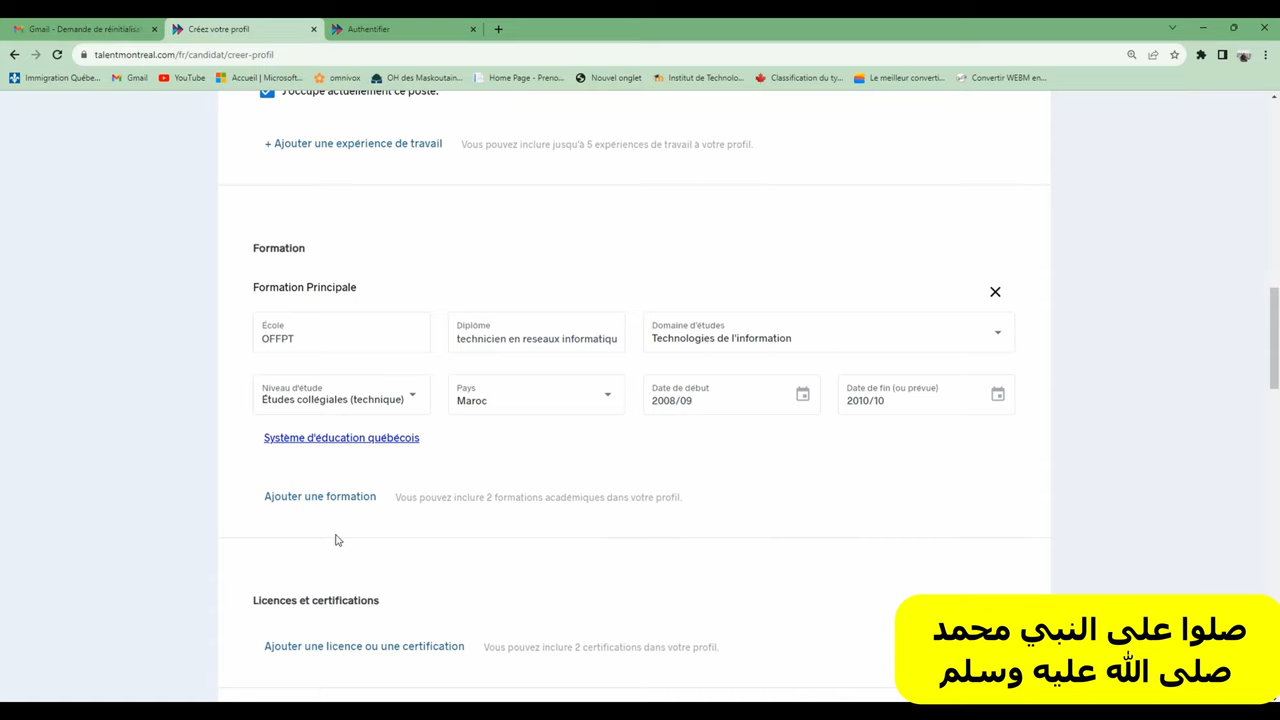 Gmail - Demande de réinitialisat
Créez votre profil
Authentifier
talentmontreal.com/fr/candidat/creer-profil
Immigration Québe...
Gmail
YouTube
Accueil | Microsoft...
omnivox
OH des Maskoutain...
Home Page - Preno...
Nouvel onglet
Institut de Technolo...
Classification du ty...
Le meilleur converti...
Convertir WEBM en...
J'occupe actuellement ce poste.
+ Ajouter une expérience de travail
Vous pouvez inclure jusqu'à 5 expériences de travail à votre profil.
Formation
Formation Principale
École
OFFPT
Diplôme
technicien en reseaux informatiqu
Domaine d'études
Technologies de l'information
Niveau d'étude
Études collégiales (technique)
Pays
Maroc
Date de début
2008/09
Date de fin (ou prévue)
2010/10
Système d'éducation québécois
Ajouter une formation
Vous pouvez inclure 2 formations académiques dans votre profil.
Licences et certifications
Ajouter une licence ou une certification
Vous pouvez inclure 2 certifications dans votre profil.
صلوا على النبي محمد
صلى الله عليه وسلم